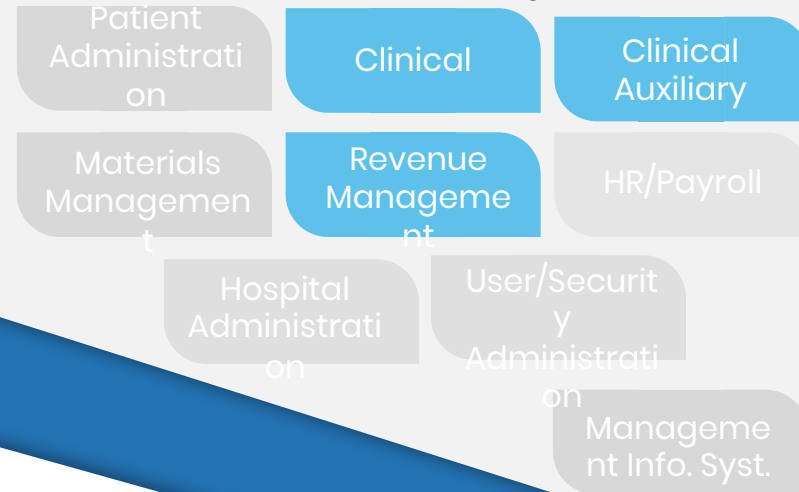 Patient
Administrati
on
Clinical
Clinical
Auxiliary
Materials
Managemen
t
Revenue
Manageme
nt
HR/Payroll
Hospital
Administrati
on
User/Securit
y
Administrati
on
Manageme
nt Info. Syst.